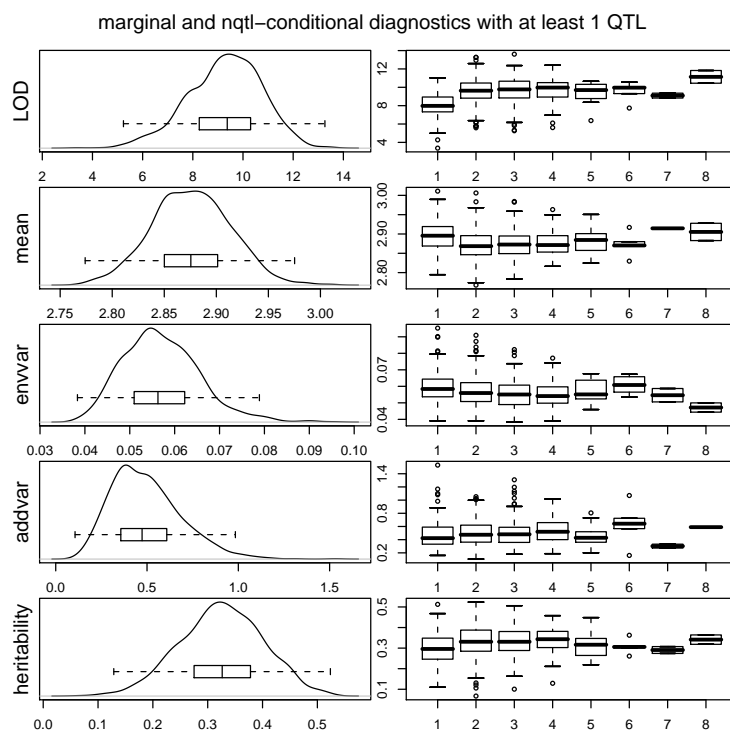 marginal and nqtl−conditional diagnostics with at least 1 QTL
LOD
2 4 6 8 10 12 14
4 8 12
1 2 3 4 5 6 7 8
mean
2.75 2.80 2.85 2.90 2.95 3.00
2.80 2.90 3.00
1 2 3 4 5 6 7 8
envvar
0.03 0.04 0.05 0.06 0.07 0.08 0.09 0.10
0.04 0.07
1 2 3 4 5 6 7 8
addvar
0.0 0.5 1.0 1.5
0.2 0.8 1.4
1 2 3 4 5 6 7 8
heritability
0.0 0.1 0.2 0.3 0.4 0.5
0.1 0.3 0.5
1 2 3 4 5 6 7 8